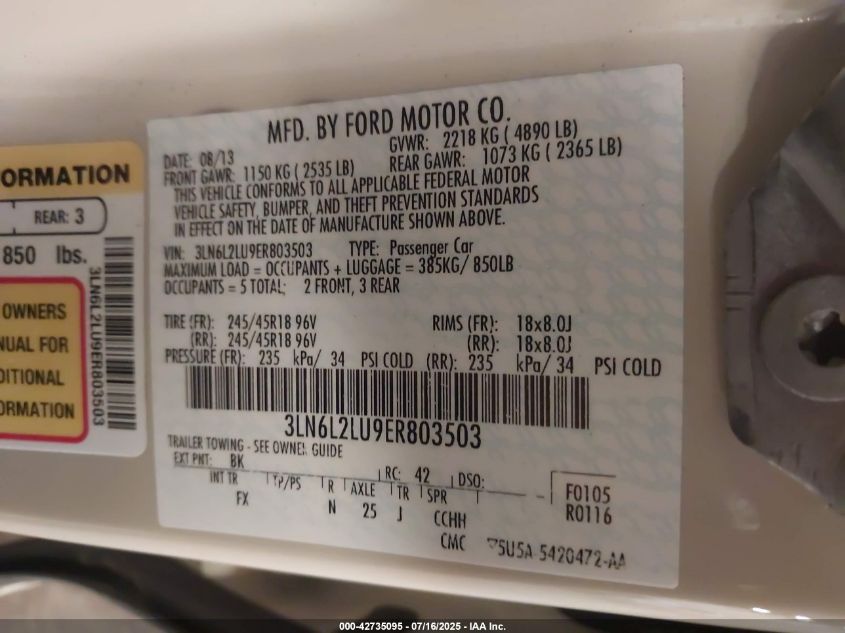 ORMATION
REAR: 3
850 lbs.
OWNERS
NUAL FOR
DITIONAL
ORMATION
3LN6L2LU9ER803503
MFD. BY FORD MOTOR CO.
DATE: 08/13 GVWR: 2218 KG ( 4890 LB)
FRONT GAWR: 1150 KG ( 2535 LB) REAR GAWR: 1073 KG ( 2365 LB)
THIS VEHICLE CONFORMS TO ALL APPLICABLE FEDERAL MOTOR
VEHICLE SAFETY, BUMPER, AND THEFT PREVENTION STANDARDS
IN EFFECT ON THE DATE OF MANUFACTURE SHOWN ABOVE.
VIN: 3LN6L2LU9ER803503 TYPE: Passenger Car
MAXIMUM LOAD = OCCUPANTS + LUGGAGE = 385KG/ 850LB
OCCUPANTS = 5 TOTAL; 2 FRONT, 3 REAR
TIRE (FR): 245/45R18 96V RIMS (FR): 18x8.0J
(RR): 245/45R18 96V (RR): 18x8.0J
PRESSURE (FR): 235 kPa/ 34 PSI COLD (RR): 235 kPa/ 34 PSI COLD
3LN6L2LU9ER803503
TRAILER TOWING - SEE OWNER GUIDE
EXT PNT: BK RC: 42 DSO:
INT TR TP/PS R AXLE TR SPR F0105
FX N 25 J CCHH R0116
CMC 5U5A-5420472-AA
000-42735095 - 07/16/2025 - IAA Inc.